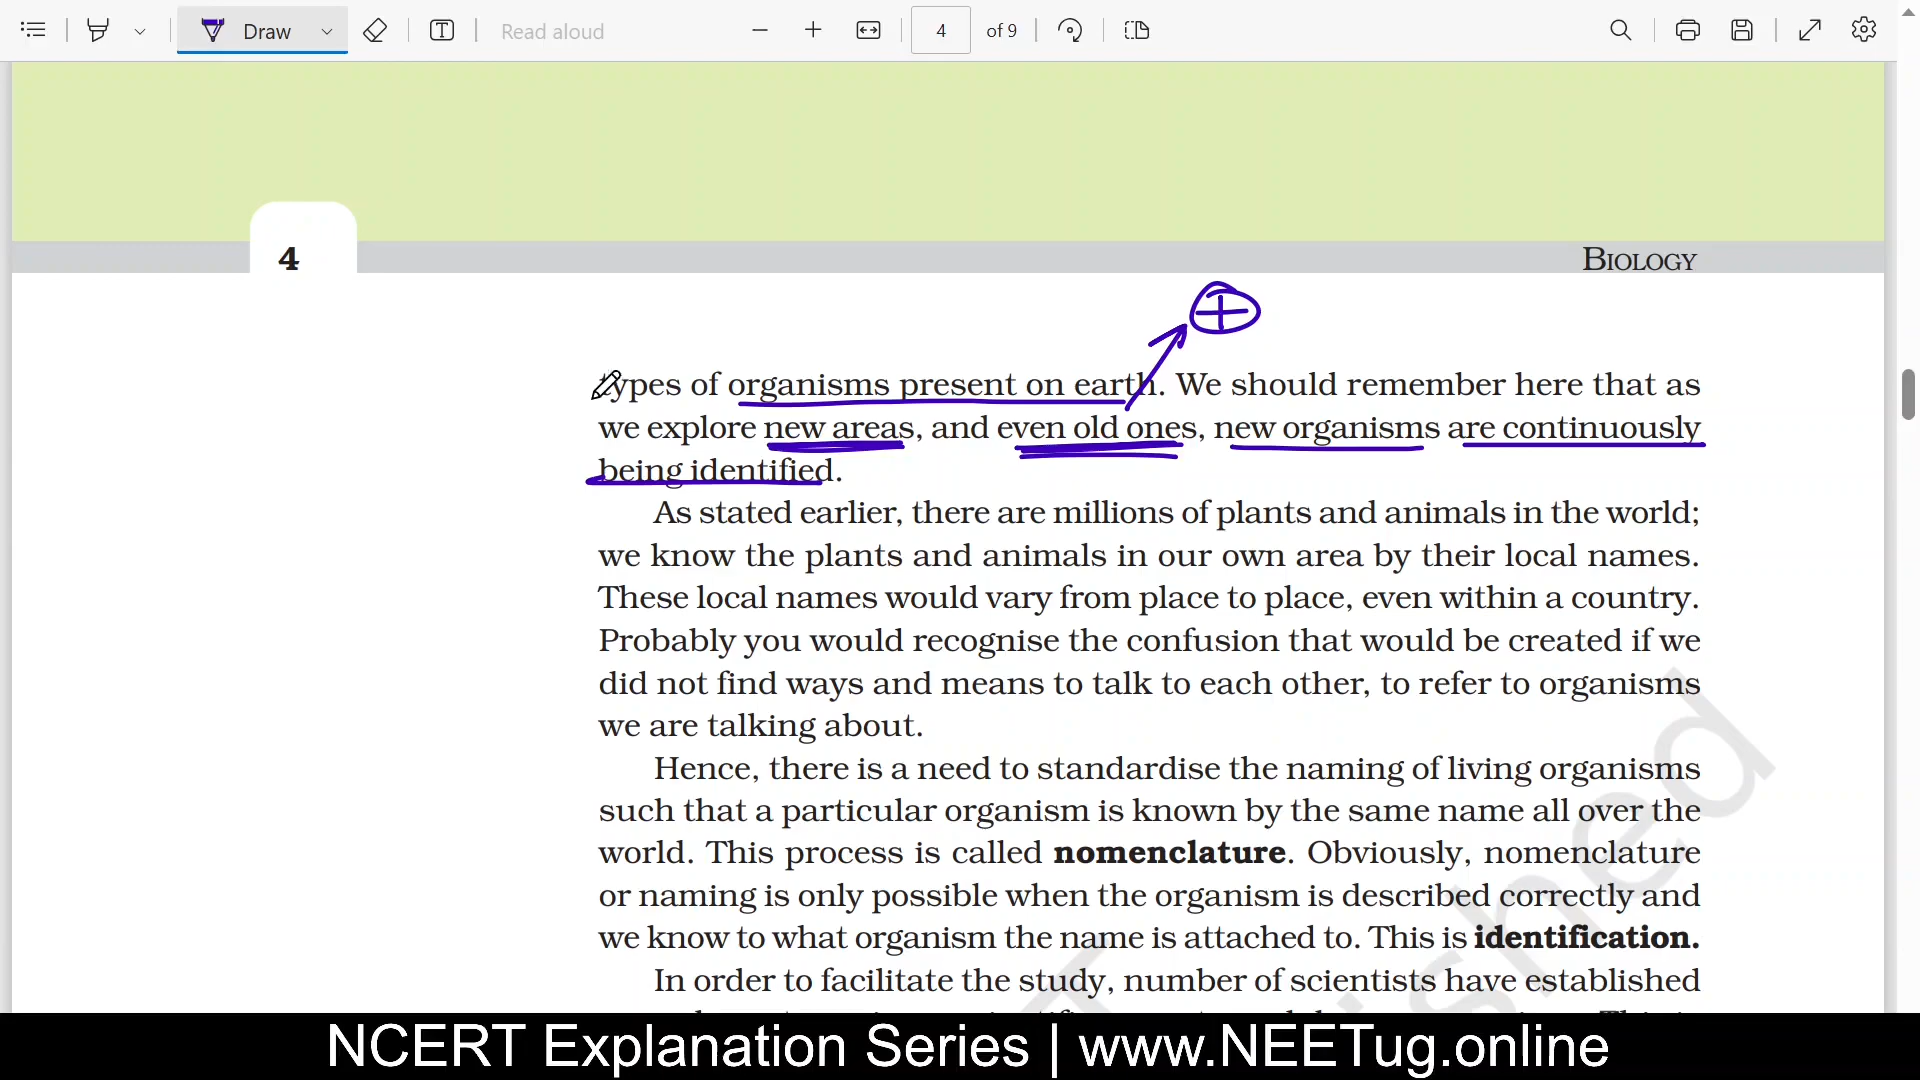 Draw
Read aloud
4 of 9
4
BIOLOGY
types of organisms present on earth. We should remember here that as
we explore new areas, and even old ones, new organisms are continuously
being identified.
As stated earlier, there are millions of plants and animals in the world;
we know the plants and animals in our own area by their local names.
These local names would vary from place to place, even within a country.
Probably you would recognise the confusion that would be created if we
did not find ways and means to talk to each other, to refer to organisms
we are talking about.
Hence, there is a need to standardise the naming of living organisms
such that a particular organism is known by the same name all over the
world. This process is called nomenclature. Obviously, nomenclature
or naming is only possible when the organism is described correctly and
we know to what organism the name is attached to. This is identification.
In order to facilitate the study, number of scientists have established
NCERT Explanation Series | www.NEETug.online